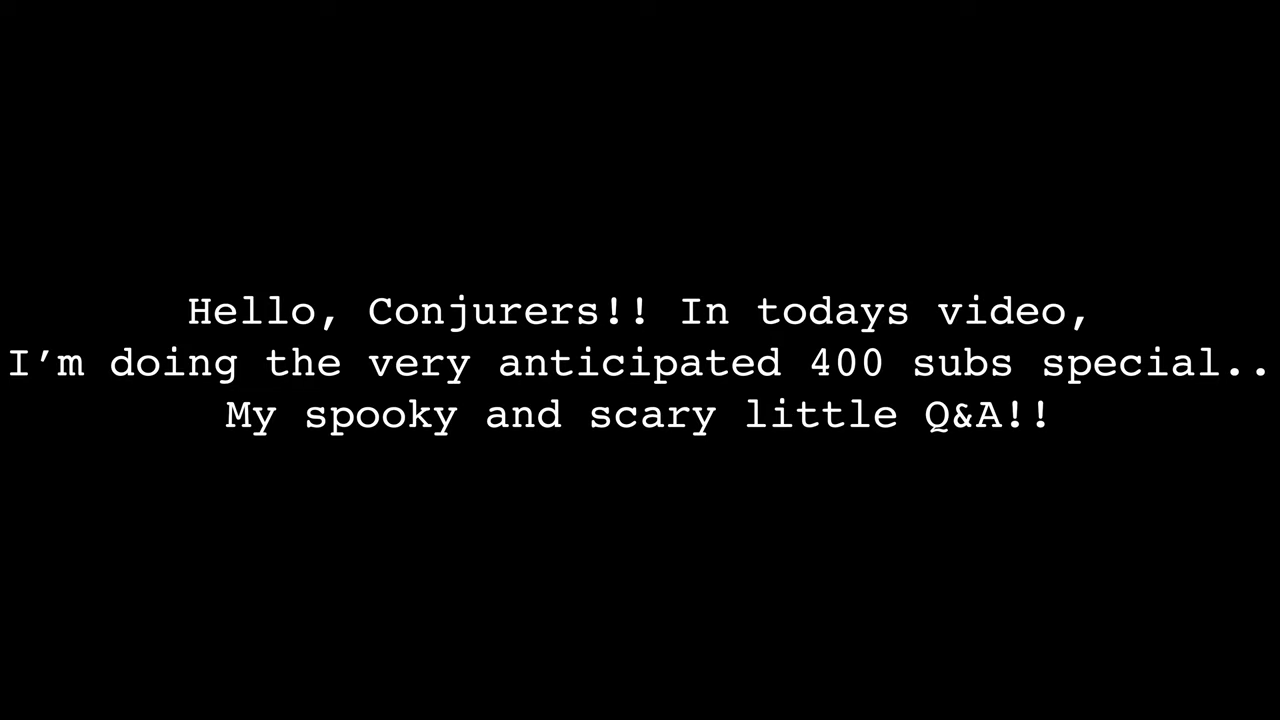 Hello, Conjurers!! In todays video,
I’m doing the very anticipated 400 subs special..
My spooky and scary little Q&A!!